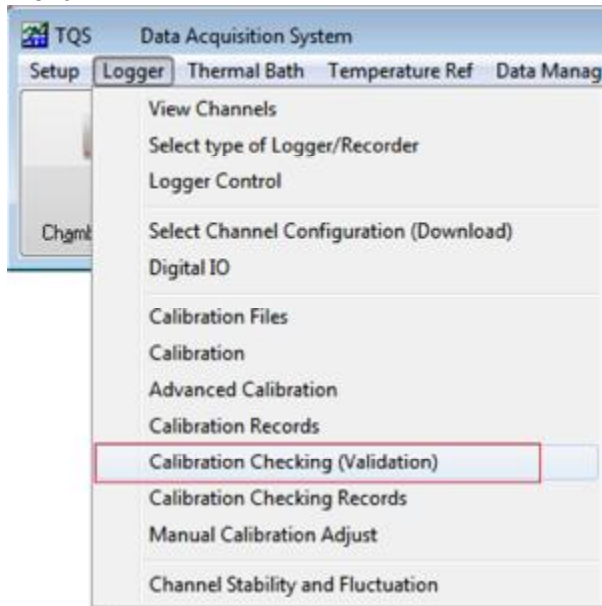 TQS Data Acquisition System
Setup Logger Thermal Bath Temperature Ref Data Manag
View Channels
Select type of Logger/Recorder
Logger Control
Chamb
Select Channel Configuration (Download)
Digital IO
Calibration Files
Calibration
Advanced Calibration
Calibration Records
Calibration Checking (Validation)
Calibration Checking Records
Manual Calibration Adjust
Channel Stability and Fluctuation